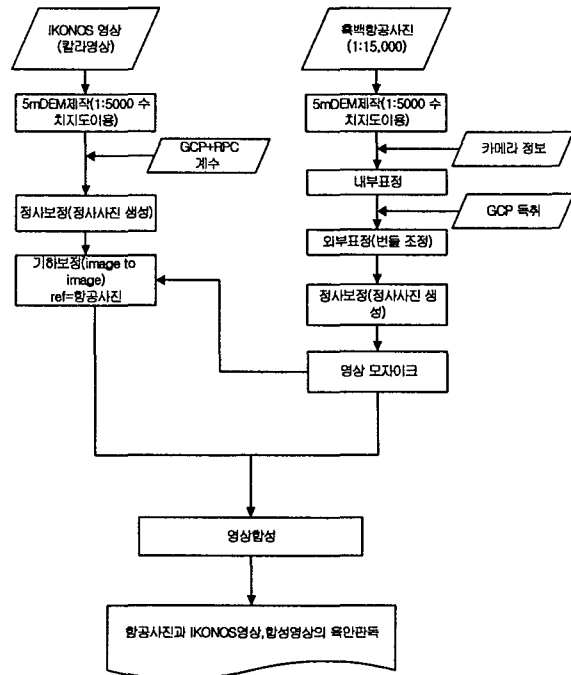 IKONOS 영상
(칼라영상)
5mDEM제작(1:5000 수
치지도이용)
GCP+RPC
계수
정사보정(정사사진 생성)
기하보정(image to
image)
ref=항공사진
흑백항공사진
(1:15,000)
5mDEM제작(1:5000 수
치지도이용)
카메라 정보
내부표정
GCP 독취
외부표정(번들 조정)
정사보정(정사사진 생
성)
영상 모자이크
영상합성
항공사진과 IKONOS영상,합성영상의 육안판독